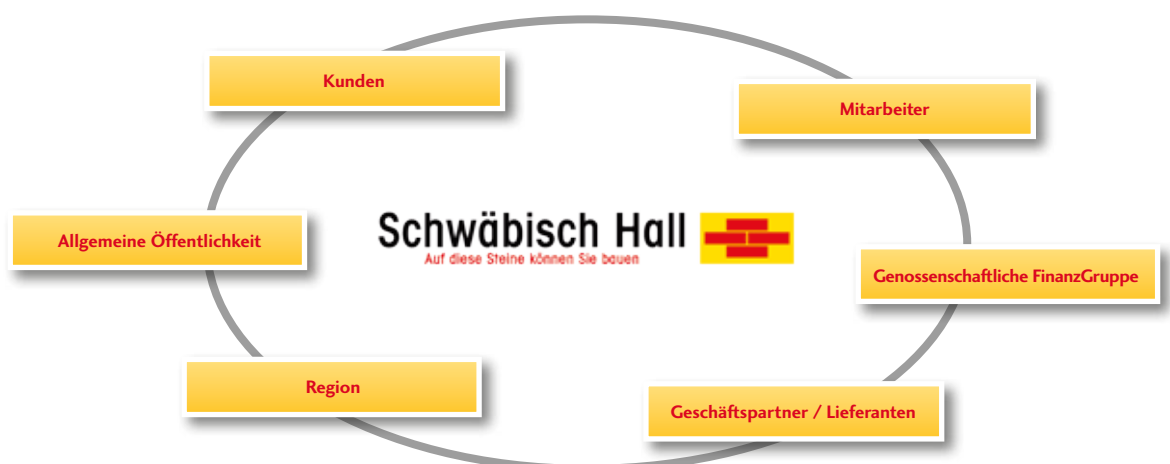 Kunden
Mitarbeiter
Allgemeine Öffentlichkeit
Schwäbisch Hall
Auf diese Steine können Sie bauen
Genossenschaftliche FinanzGruppe
Region
Geschäftspartner / Lieferanten